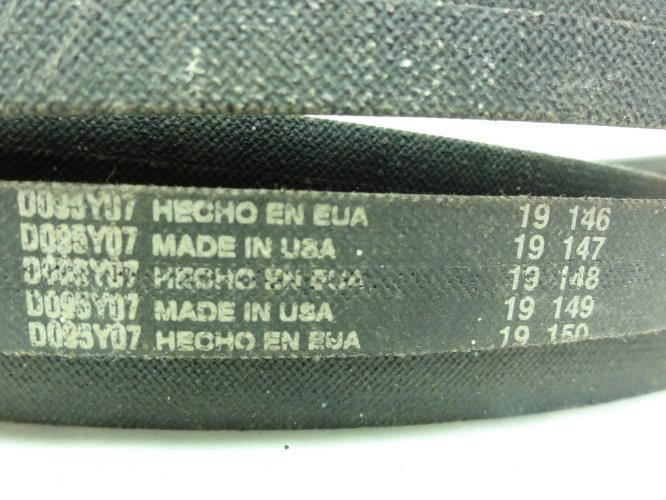 D095Y07 HECHO EN EUA 19 146
D095Y07 MADE IN USA 19 147
D095Y07 HECHO EN EUA 19 148
D095Y07 MADE IN USA 19 149
D095Y07 HECHO EN EUA 19 150